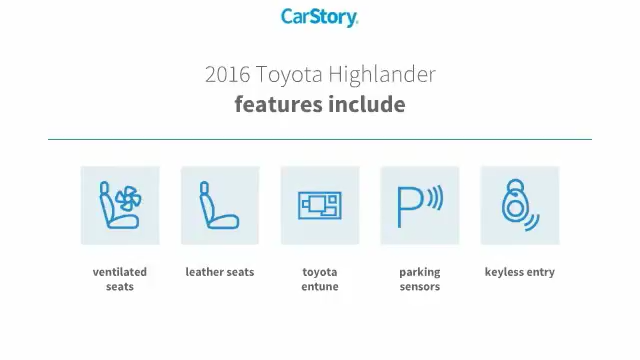 CarStory.
2016 Toyota Highlander
features include
P
ventilated seats
leather seats
toyota entune
parking sensors
keyless entry